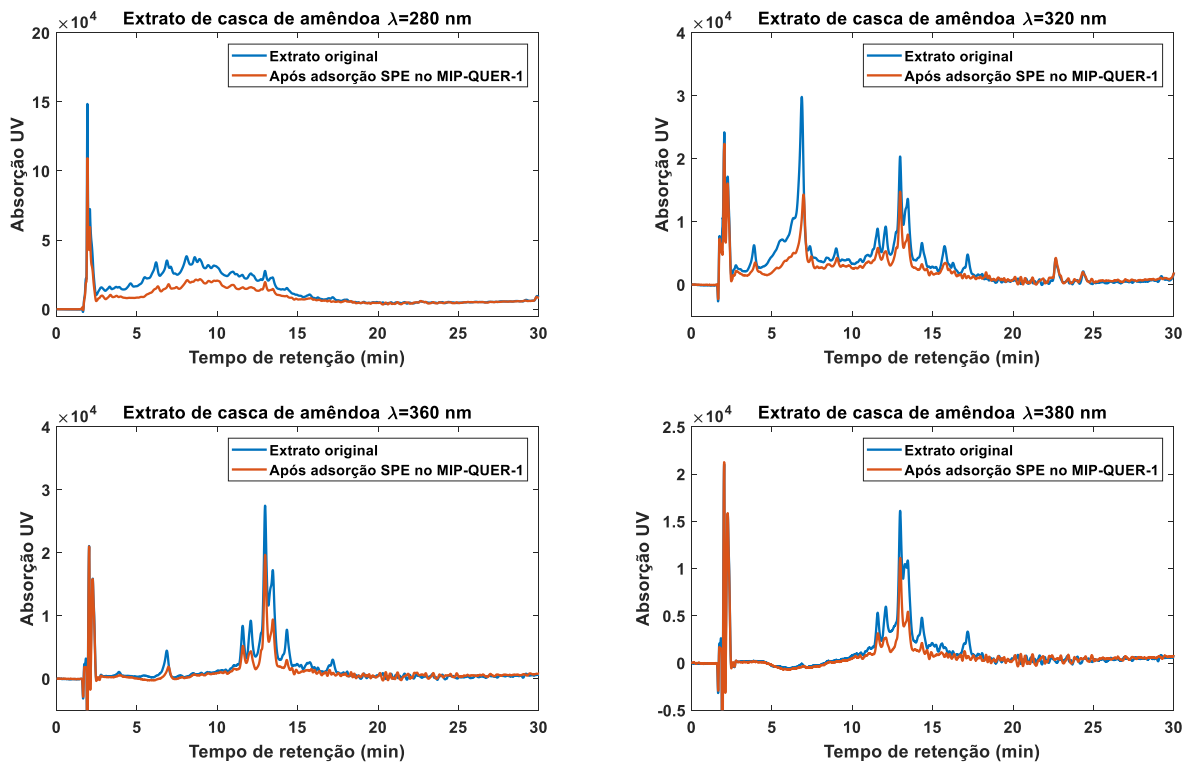 Extrato de casca de amêndoa λ=280 nm
×10⁴
20
15
10
5
0
Absorção UV
Extrato original
Após adsorção SPE no MIP-QUER-1
0 5 10 15 20 25 30
Tempo de retenção (min)
Extrato de casca de amêndoa λ=320 nm
×10⁴
4
3
2
1
0
Absorção UV
Extrato original
Após adsorção SPE no MIP-QUER-1
0 5 10 15 20 25 30
Tempo de retenção (min)
Extrato de casca de amêndoa λ=360 nm
×10⁴
4
3
2
1
0
Absorção UV
Extrato original
Após adsorção SPE no MIP-QUER-1
0 5 10 15 20 25 30
Tempo de retenção (min)
Extrato de casca de amêndoa λ=380 nm
×10⁴
2.5
2
1.5
1
0.5
0
-0.5
Absorção UV
Extrato original
Após adsorção SPE no MIP-QUER-1
0 5 10 15 20 25 30
Tempo de retenção (min)